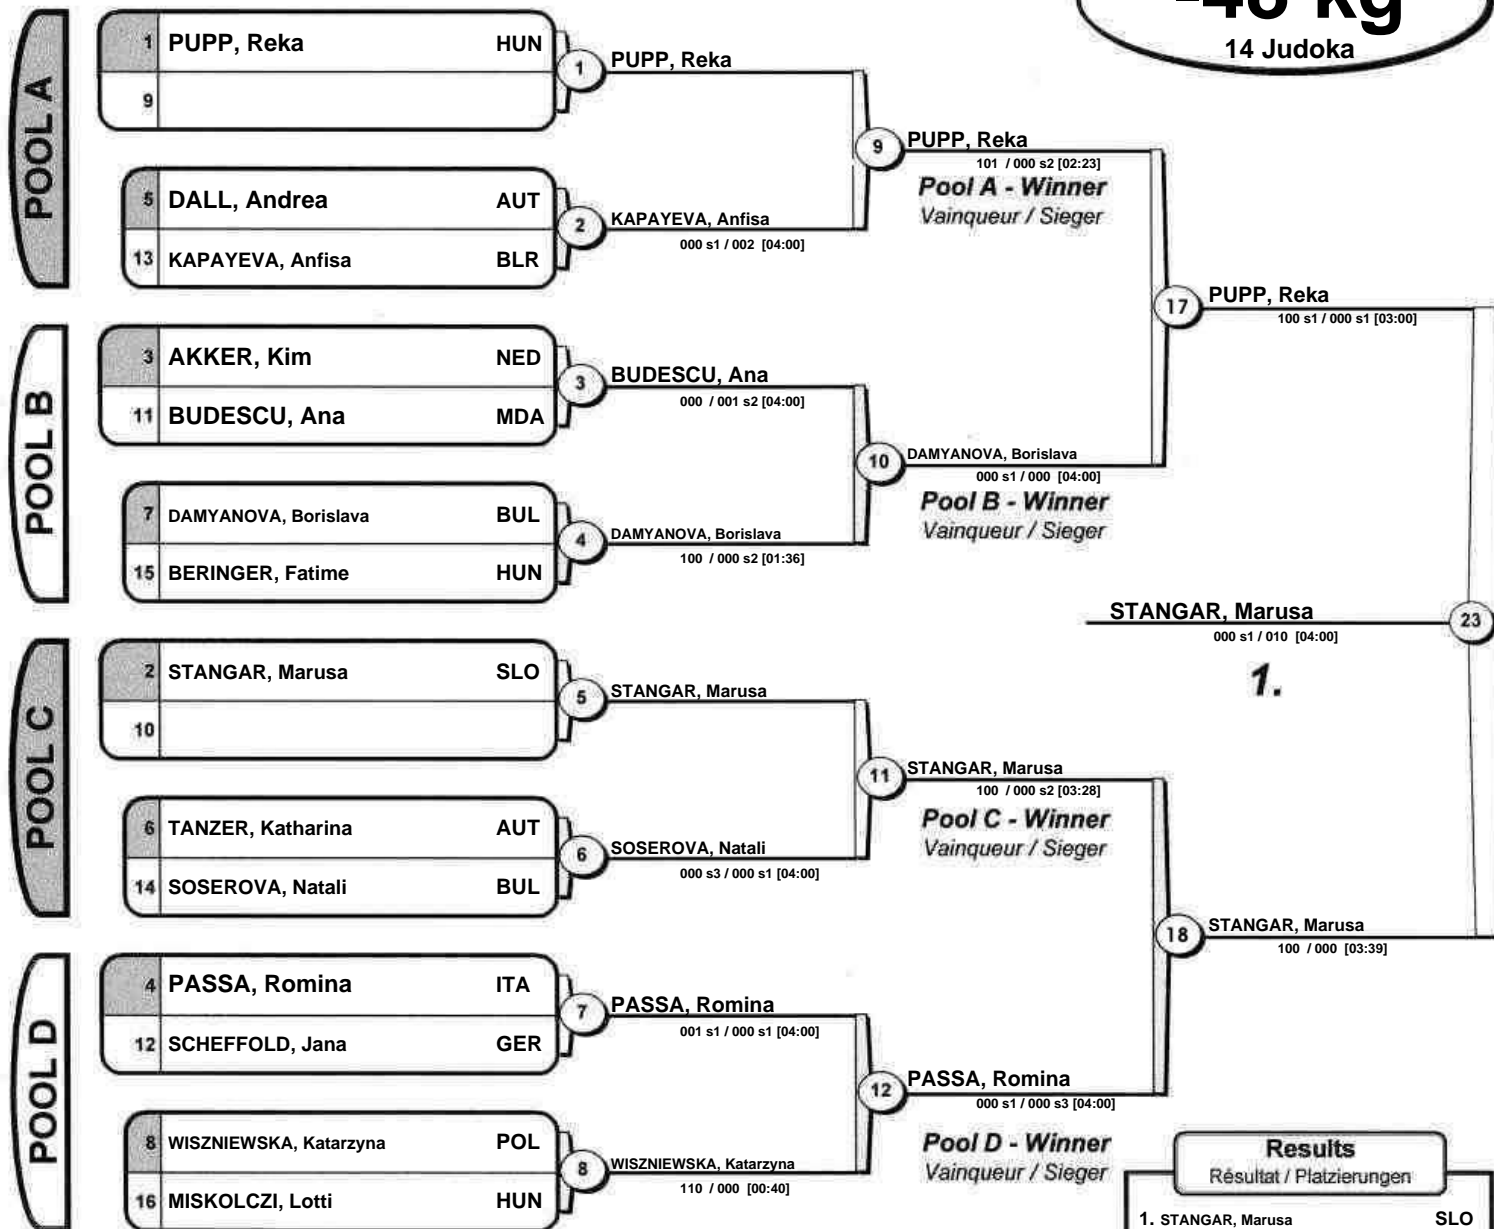 -48 kg
14 Judoka
POOL A
1 PUPP, Reka HUN
9
1 PUPP, Reka
5 DALL, Andrea AUT
13 KAPAYEVA, Anfisa BLR
2 KAPAYEVA, Anfisa
000 s1 / 002 [04:00]
9 PUPP, Reka
101 / 000 s2 [02:23]
Pool A - Winner
Vainqueur / Sieger
POOL B
3 AKKER, Kim NED
11 BUDESCU, Ana MDA
3 BUDESCU, Ana
000 / 001 s2 [04:00]
7 DAMYANOVA, Borislava BUL
15 BERINGER, Fatime HUN
4 DAMYANOVA, Borislava
100 / 000 s2 [01:36]
10 DAMYANOVA, Borislava
000 s1 / 000 [04:00]
Pool B - Winner
Vainqueur / Sieger
17 PUPP, Reka
100 s1 / 000 s1 [03:00]
POOL C
2 STANGAR, Marusa SLO
10
5 STANGAR, Marusa
6 TANZER, Katharina AUT
14 SOSEROVA, Natali BUL
6 SOSEROVA, Natali
000 s3 / 000 s1 [04:00]
11 STANGAR, Marusa
100 / 000 s2 [03:28]
Pool C - Winner
Vainqueur / Sieger
POOL D
4 PASSA, Romina ITA
12 SCHEFFOLD, Jana GER
7 PASSA, Romina
001 s1 / 000 s1 [04:00]
8 WISZNIEWSKA, Katarzyna POL
16 MISKOLCZI, Lotti HUN
8 WISZNIEWSKA, Katarzyna
110 / 000 [00:40]
12 PASSA, Romina
000 s1 / 000 s3 [04:00]
Pool D - Winner
Vainqueur / Sieger
18 STANGAR, Marusa
100 / 000 [03:39]
STANGAR, Marusa 23
000 s1 / 010 [04:00]
1.
Results
Résultat / Platzierungen
1. STANGAR, Marusa SLO